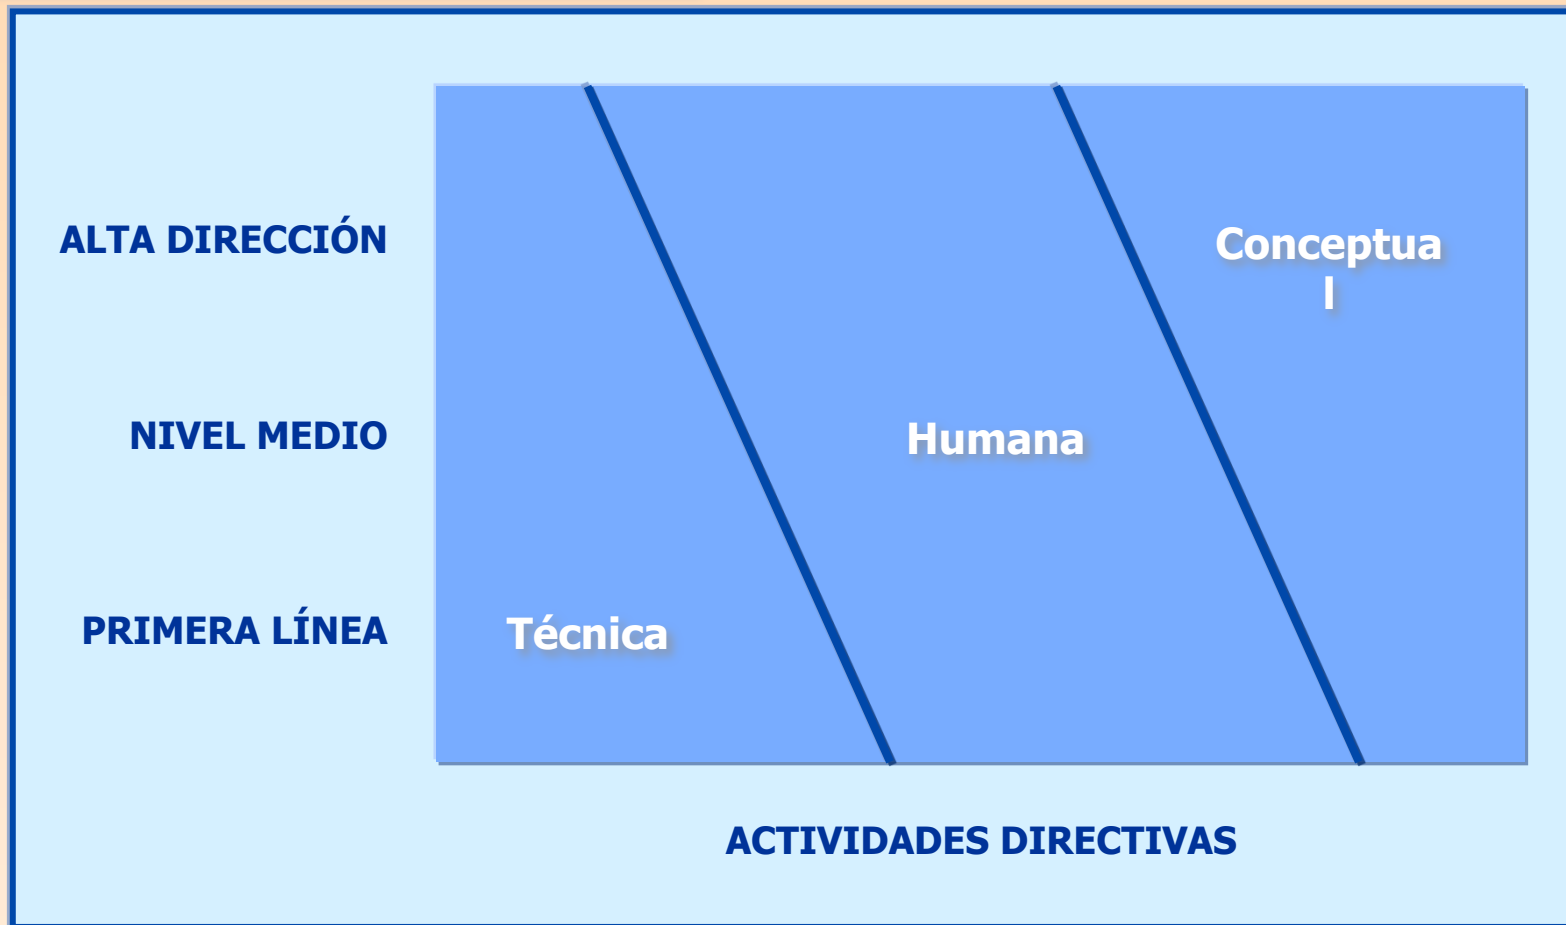 ALTA DIRECCIÓN
Conceptua
l
NIVEL MEDIO
Humana
PRIMERA LÍNEA
Técnica
ACTIVIDADES DIRECTIVAS